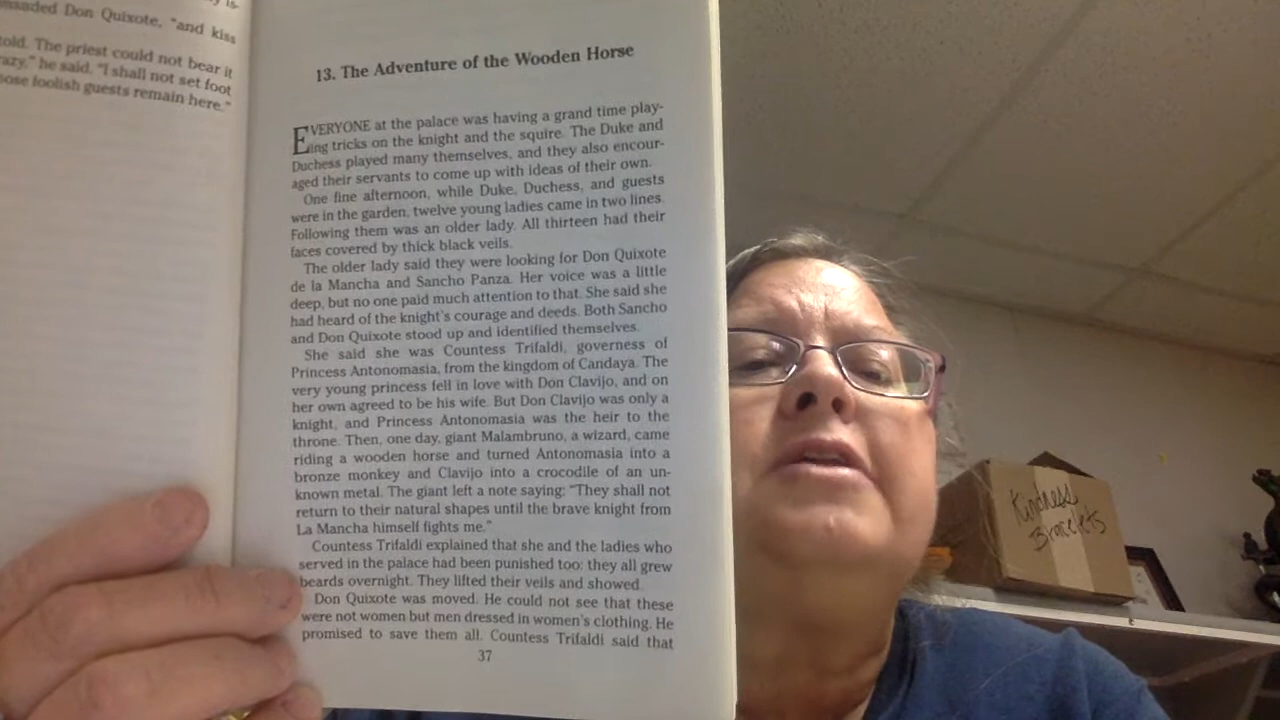 Don Quixote, "and kiss
told. The priest could not bear it
he said. "I shall not set foot
foolish guests remain here."
13. The Adventure of the Wooden Horse
EVERYONE at the palace was having a grand time play-
ing tricks on the knight and the squire. The Duke and
Duchess played many themselves, and they also encour-
aged their servants to come up with ideas of their own.
One fine afternoon, while Duke, Duchess, and guests
were in the garden, twelve young ladies came in two lines.
Following them was an older lady. All thirteen had their
faces covered by thick black veils.
The older lady said they were looking for Don Quixote
de la Mancha and Sancho Panza. Her voice was a little
deep, but no one paid much attention to that. She said she
had heard of the knight's courage and deeds. Both Sancho
and Don Quixote stood up and identified themselves.
She said she was Countess Trifaldi, governess of
Princess Antonomasia, from the kingdom of Candaya. The
very young princess fell in love with Don Clavijo, and on
her own agreed to be his wife. But Don Clavijo was only a
knight, and Princess Antonomasia was the heir to the
throne. Then, one day, giant Malambruno, a wizard, came
riding a wooden horse and turned Antonomasia into a
bronze monkey and Clavijo into a crocodile of an un-
known metal. The giant left a note saying: "They shall not
return to their natural shapes until the brave knight from
La Mancha himself fights me."
Countess Trifaldi explained that she and the ladies who
served in the palace had been punished too: they all grew
beards overnight. They lifted their veils and showed.
Don Quixote was moved. He could not see that these
were not women but men dressed in women's clothing. He
promised to save them all. Countess Trifaldi said that
37
Kindness
Bracelets